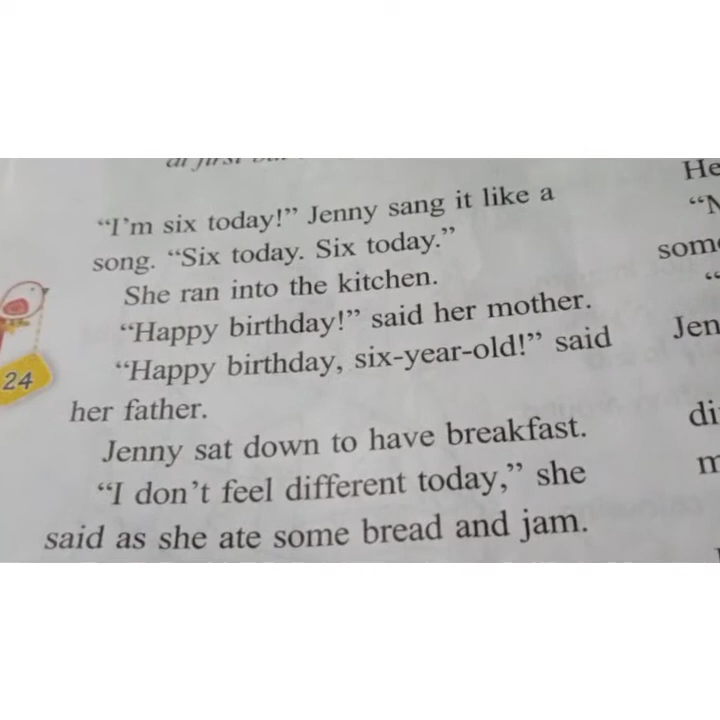 “I’m six today!” Jenny sang it like a
song. “Six today. Six today.”
She ran into the kitchen.
“Happy birthday!” said her mother.
“Happy birthday, six-year-old!” said
her father.
Jenny sat down to have breakfast.
“I don’t feel different today,” she
said as she ate some bread and jam.
24
He
Jen